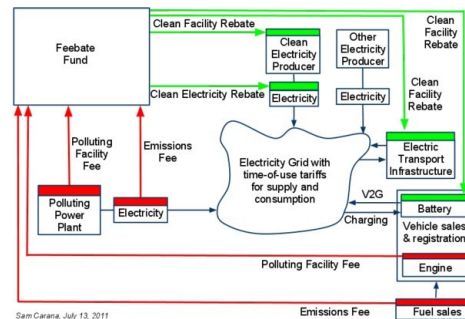 Feebate
Fund
Clean Facility Rebate
Clean
Facility
Rebate
Clean
Electricity
Producer
Other
Electricity
Producer
Clean Electricity Rebate
Electricity
Electricity
Clean
Facility
Rebate
Polluting
Facility
Fee
Emissions
Fee
Electricity Grid with
time-of-use tariffs
for supply and
consumption
Electric
Transport
Infrastructure
Polluting
Power
Plant
Electricity
V2G
Charging
Battery
Vehicle sales
& registration
Polluting Facility Fee
Engine
Emissions Fee
Fuel sales
Sam Carana, July 13, 2011